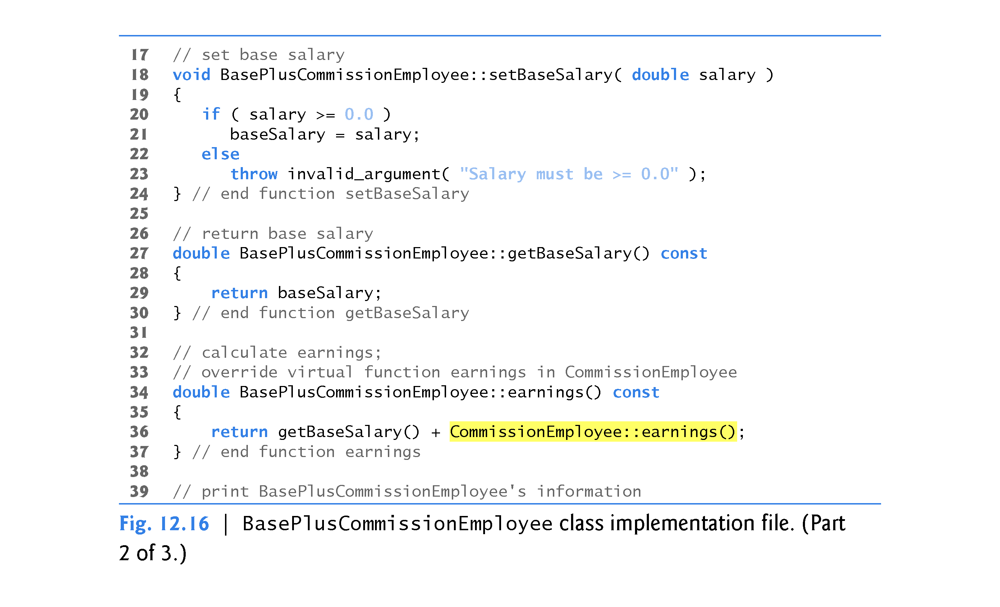 17 // set base salary
18 void BasePlusCommissionEmployee::setBaseSalary( double salary )
19 {
20 if ( salary >= 0.0 )
21 baseSalary = salary;
22 else
23 throw invalid_argument( "Salary must be >= 0.0" );
24 } // end function setBaseSalary
25
26 // return base salary
27 double BasePlusCommissionEmployee::getBaseSalary() const
28 {
29 return baseSalary;
30 } // end function getBaseSalary
31
32 // calculate earnings;
33 // override virtual function earnings in CommissionEmployee
34 double BasePlusCommissionEmployee::earnings() const
35 {
36 return getBaseSalary() + CommissionEmployee::earnings();
37 } // end function earnings
38
39 // print BasePlusCommissionEmployee's information
Fig. 12.16 | BasePlusCommissionEmployee class implementation file. (Part
2 of 3.)